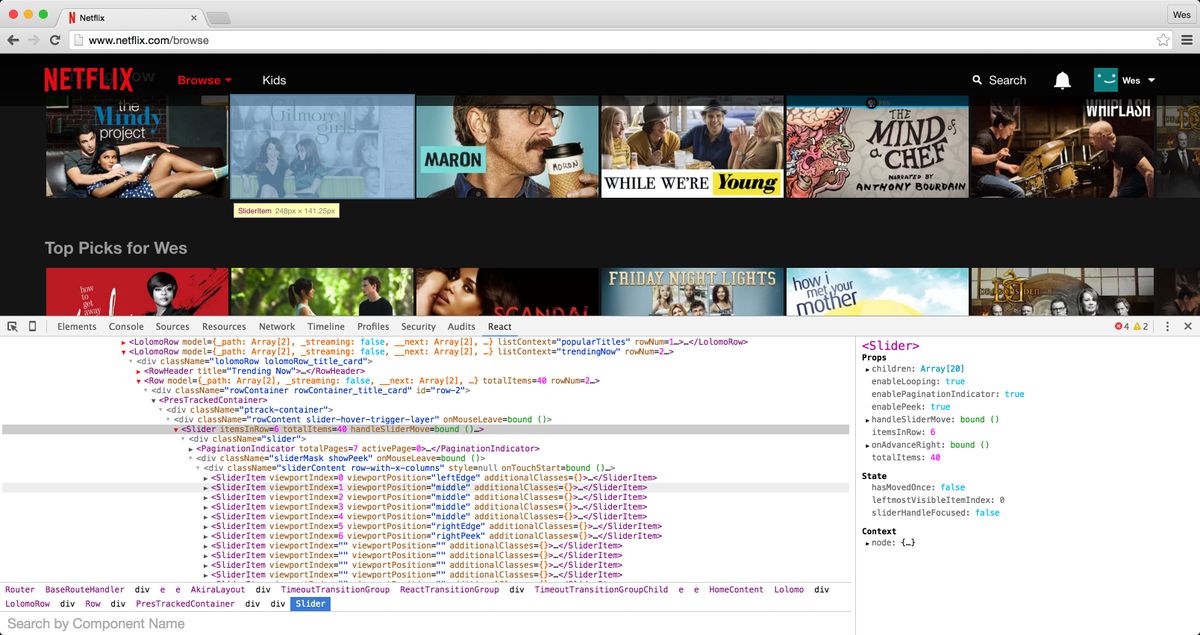 Netflix
Wes
www.netflix.com/browse
NETFLIX Browse Kids Search Wes
the Mindy project
Gilmore girls
MARON
MORON
WHILE WE'RE Young
THE MIND of a CHEF
NARRATED BY
ANTHONY BOURDAIN
WHIPLASH
SliderItem 248px × 141.25px
Top Picks for Wes
how to get away
SCANDAL
FRIDAY NIGHT LIGHTS
how i met your mother
Elements Console Sources Resources Network Timeline Profiles Security Audits React 4 2
▶<LolomoRow model={_path: Array[2], _streaming: false, __next: Array[2], …} listContext="popularTitles" rowNum=1…>…</LolomoRow>
▼<LolomoRow model={_path: Array[2], _streaming: false, __next: Array[2], …} listContext="trendingNow" rowNum=2…>
▼<div className="lolomoRow lolomoRow_title_card">
▶<RowHeader title="Trending Now">…</RowHeader>
▼<Row model={_path: Array[2], _streaming: false, __next: Array[2], …} totalItems=40 rowNum=2…>
▼<div className="rowContainer rowContainer_title_card" id="row-2">
▼<PresTrackedContainer>
▼<div className="ptrack-container">
▼<div className="rowContent slider-hover-trigger-layer" onMouseLeave=bound ()>
▼<Slider itemsInRow=6 totalItems=40 handleSliderMove=bound ()…>
▼<div className="slider">
▶<PaginationIndicator totalPages=7 activePage=0>…</PaginationIndicator>
▼<div className="sliderMask showPeek" onMouseLeave=bound ()>
▼<div className="sliderContent row-with-x-columns" style=null onTouchStart=bound ()…>
▶<SliderItem viewportIndex=0 viewportPosition="leftEdge" additionalClasses={}>…</SliderItem>
▶<SliderItem viewportIndex=1 viewportPosition="middle" additionalClasses={}>…</SliderItem>
▶<SliderItem viewportIndex=2 viewportPosition="middle" additionalClasses={}>…</SliderItem>
▶<SliderItem viewportIndex=3 viewportPosition="middle" additionalClasses={}>…</SliderItem>
▶<SliderItem viewportIndex=4 viewportPosition="middle" additionalClasses={}>…</SliderItem>
▶<SliderItem viewportIndex=5 viewportPosition="rightEdge" additionalClasses={}>…</SliderItem>
▶<SliderItem viewportIndex=6 viewportPosition="rightPeek" additionalClasses={}>…</SliderItem>
▶<SliderItem viewportIndex="" viewportPosition="" additionalClasses={}>…</SliderItem>
▶<SliderItem viewportIndex="" viewportPosition="" additionalClasses={}>…</SliderItem>
▶<SliderItem viewportIndex="" viewportPosition="" additionalClasses={}>…</SliderItem>
▶<SliderItem viewportIndex="" viewportPosition="" additionalClasses={}>…</SliderItem>
Router BaseRouteHandler div e e AkiraLayout div TimeoutTransitionGroup ReactTransitionGroup div TimeoutTransitionGroupChild e e HomeContent Lolomo div
LolomoRow div Row div PresTrackedContainer div div Slider
Search by Component Name
<Slider>
Props
▶children: Array[20]
enableLooping: true
enablePaginationIndicator: true
enablePeek: true
▶handleSliderMove: bound ()
itemsInRow: 6
▶onAdvanceRight: bound ()
totalItems: 40
State
hasMovedOnce: false
leftmostVisibleItemIndex: 0
sliderHandleFocused: false
Context
▶node: {…}